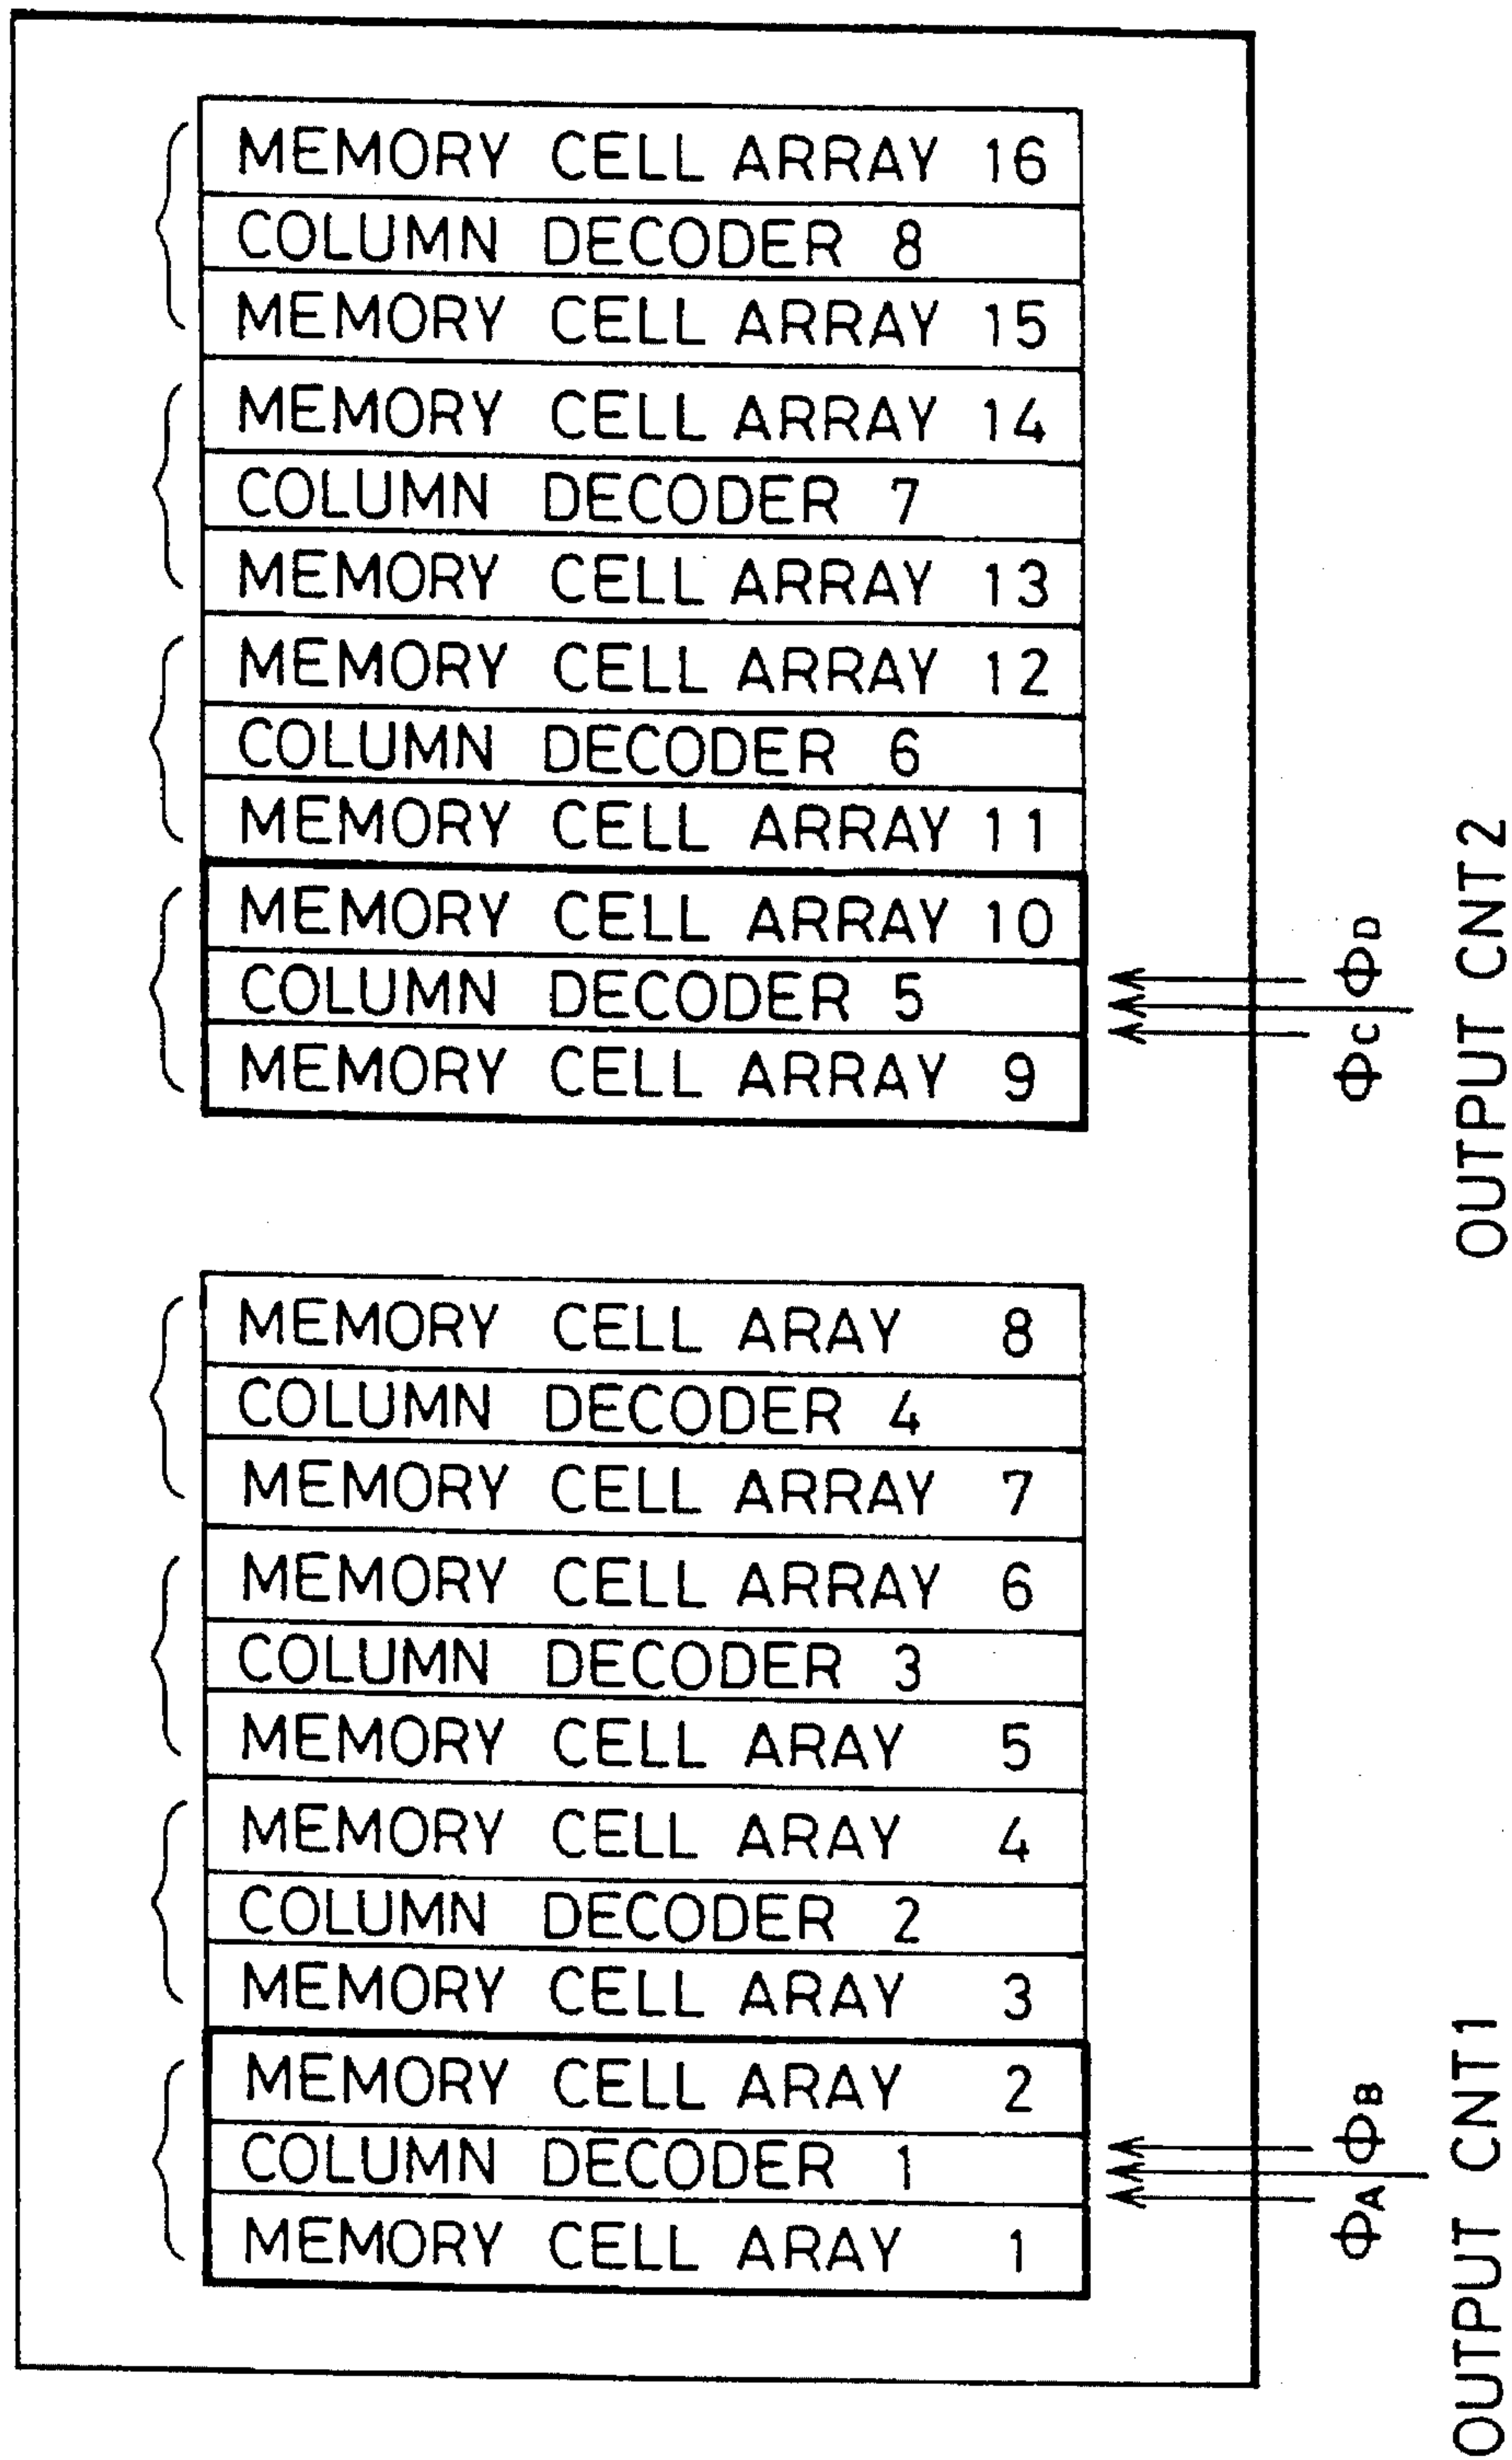 MEMORY CELL ARRAY 16
COLUMN DECODER 8
MEMORY CELL ARRAY 15
MEMORY CELL ARRAY 14
COLUMN DECODER 7
MEMORY CELL ARRAY 13
MEMORY CELL ARRAY 12
COLUMN DECODER 6
MEMORY CELL ARRAY 11
MEMORY CELL ARRAY 10
COLUMN DECODER 5
MEMORY CELL ARRAY 9
ΦC ΦD
OUTPUT CNT2
MEMORY CELL ARAY 8
COLUMN DECODER 4
MEMORY CELL ARRAY 7
MEMORY CELL ARRAY 6
COLUMN DECODER 3
MEMORY CELL ARAY 5
MEMORY CELL ARAY 4
COLUMN DECODER 2
MEMORY CELL ARAY 3
MEMORY CELL ARAY 2
COLUMN DECODER 1
MEMORY CELL ARAY 1
ΦA ΦB
OUTPUT CNT1